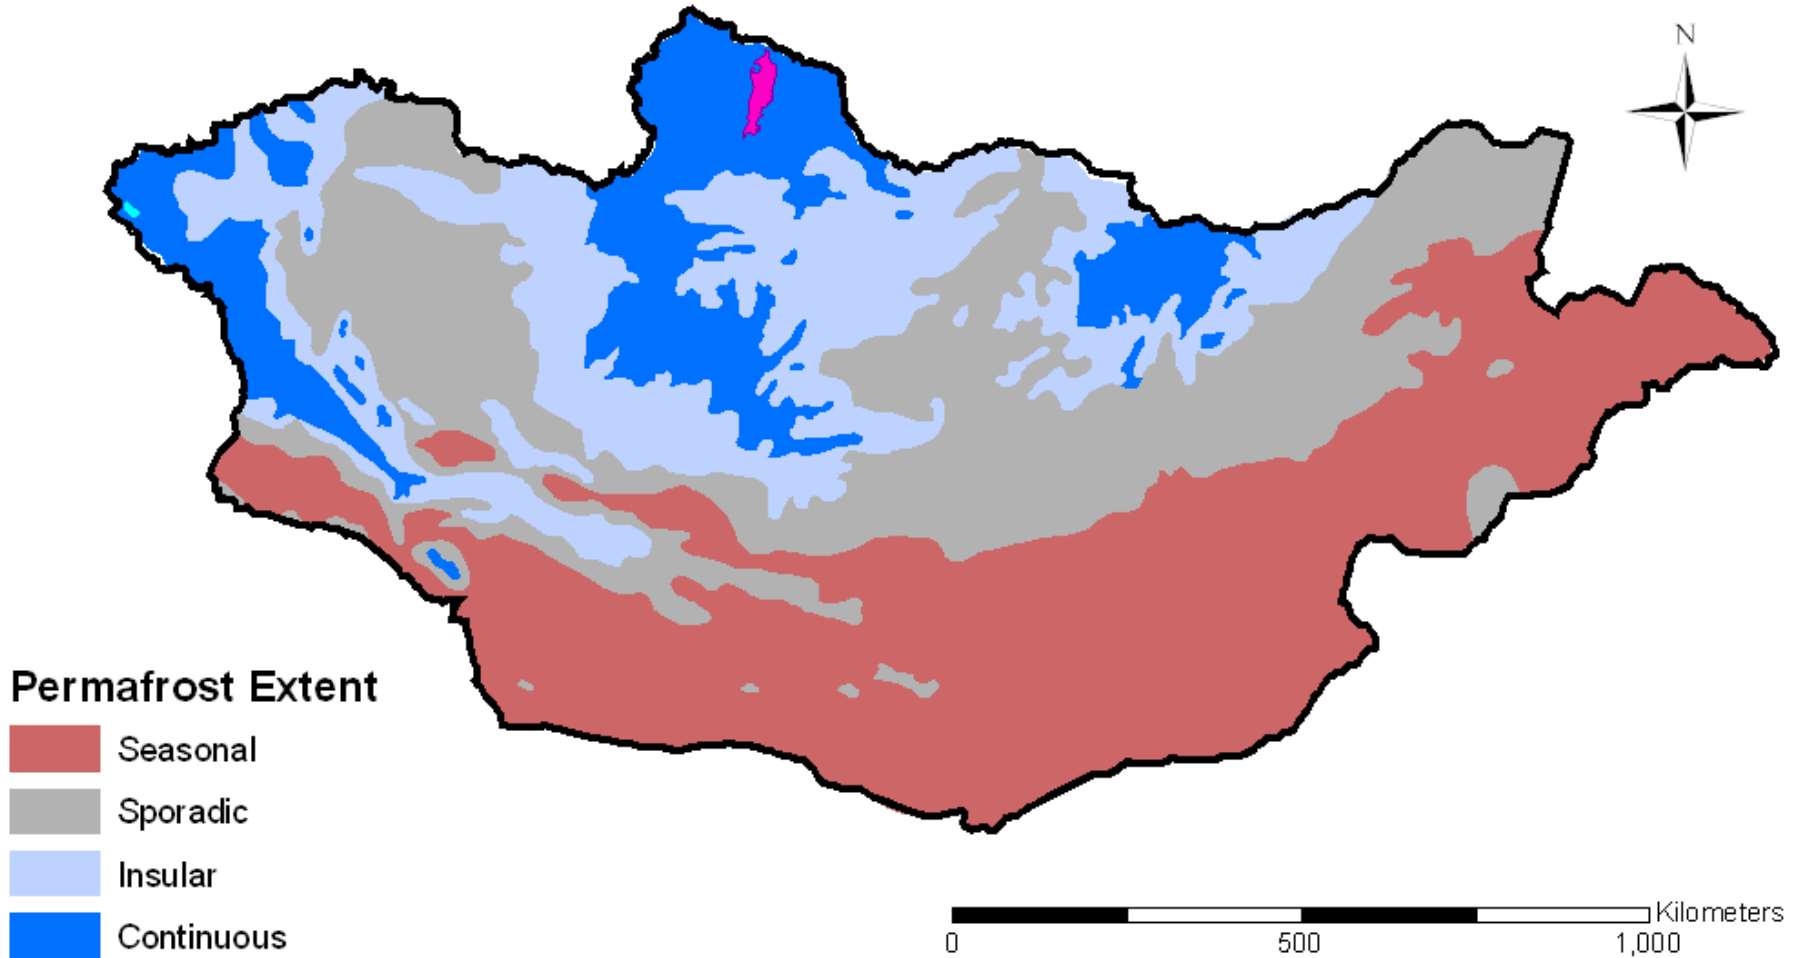 N
Permafrost Extent
Seasonal
Sporadic
Insular
Continuous
Kilometers
0 500 1,000